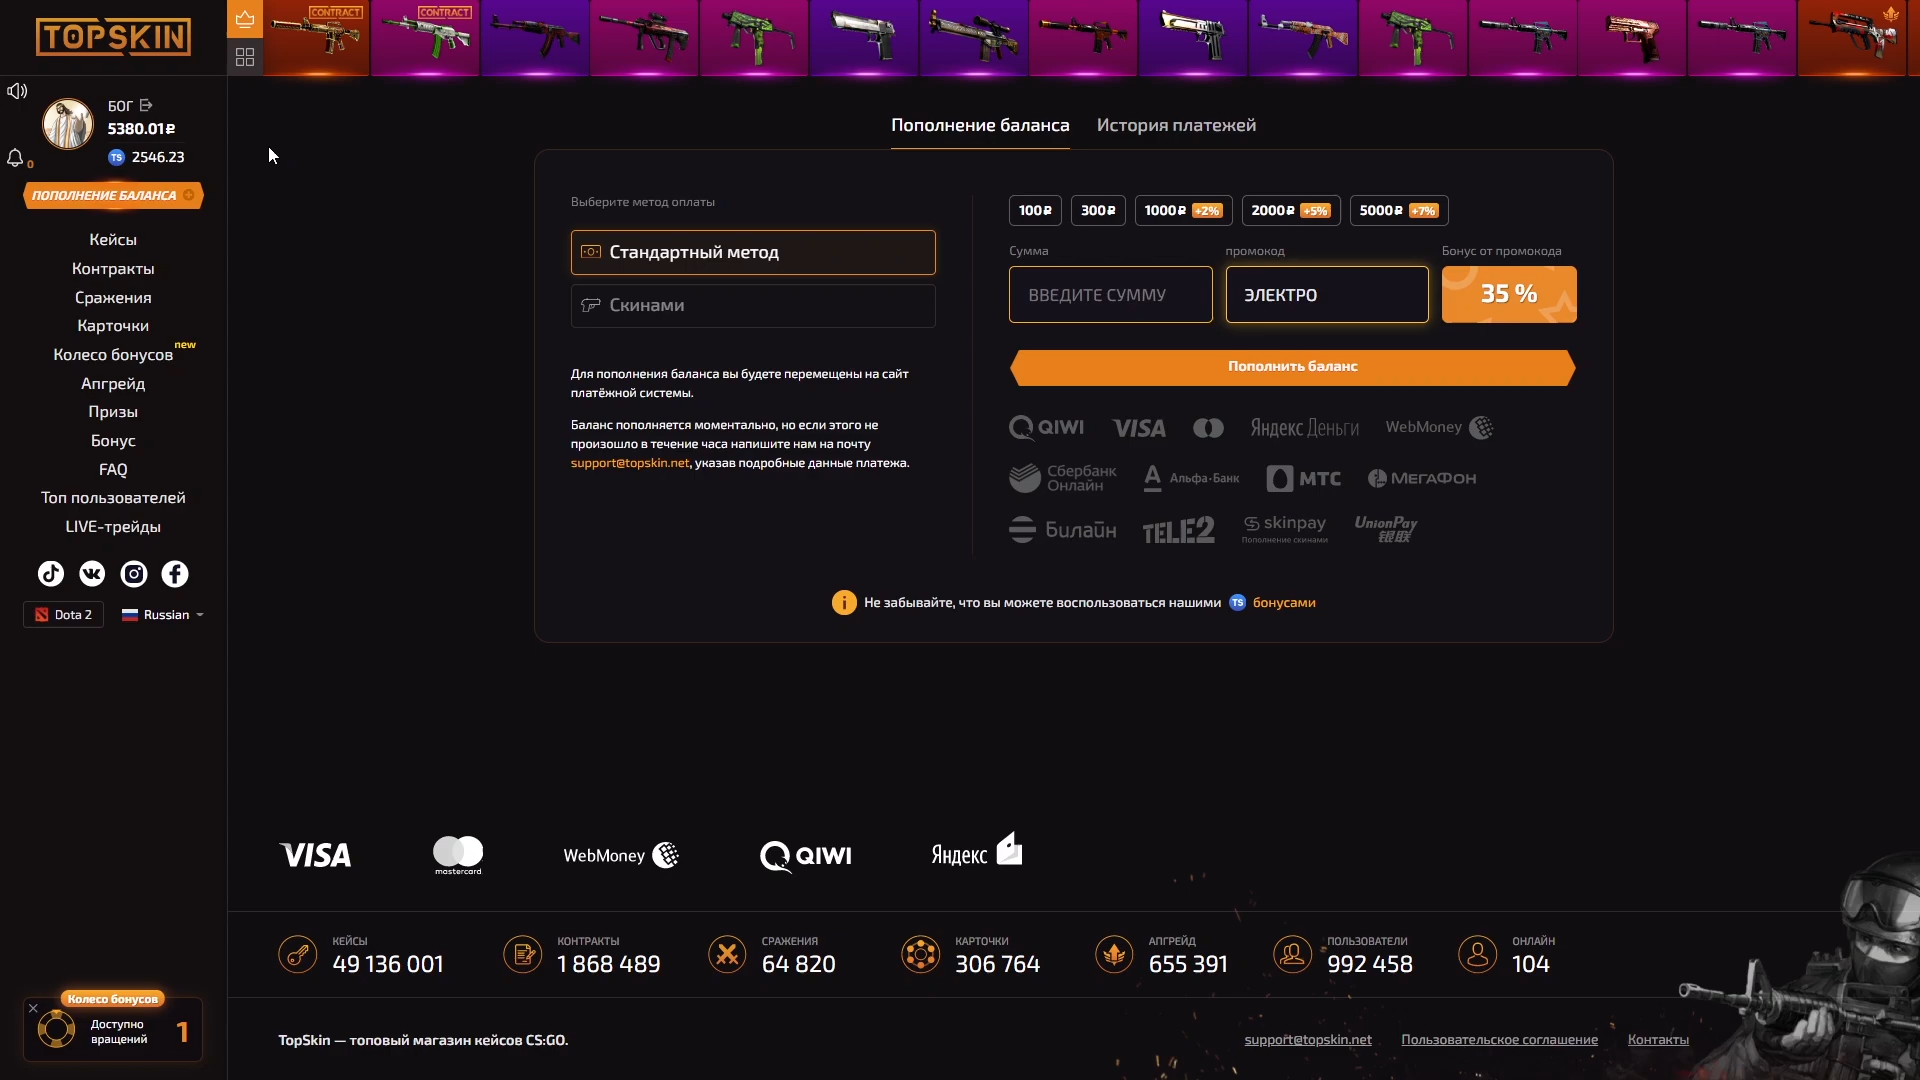 TOPSKIN
CONTRACT
CONTRACT
БОГ
5380.01₽
TS 2546.23
0
ПОПОЛНЕНИЕ БАЛАНСА
Кейсы
Контракты
Сражения
Карточки
Колесо бонусов new
Апгрейд
Призы
Бонус
FAQ
Топ пользователей
LIVE-трейды
Dota 2
Russian
Колесо бонусов
Доступно
вращений
1
Пополнение баланса
История платежей
Выберите метод оплаты
Стандартный метод
Скинами
Для пополнения баланса вы будете перемещены на сайт
платёжной системы.
Баланс пополняется моментально, но если этого не
произошло в течение часа напишите нам на почту
support@topskin.net, указав подробные данные платежа.
100₽ 300₽ 1000₽ +2% 2000₽ +5% 5000₽ +7%
Сумма
промокод
Бонус от промокода
ВВЕДИТЕ СУММУ
ЭЛЕКТРО
35 %
Пополнить баланс
QIWI VISA Яндекс Деньги WebMoney
Сбербанк
Онлайн
Альфа·Банк МТС МЕГАФОН
Билайн TELE2 skinpay
Пополнение скинами
UnionPay
银联
Не забывайте, что вы можете воспользоваться нашими TS бонусами
VISA
mastercard
WebMoney
QIWI
Яндекс
КЕЙСЫ
49 136 001
КОНТРАКТЫ
1 868 489
СРАЖЕНИЯ
64 820
КАРТОЧКИ
306 764
АПГРЕЙД
655 391
ПОЛЬЗОВАТЕЛИ
992 458
ОНЛАЙН
104
TopSkin — топовый магазин кейсов CS:GO.
support@topskin.net
Пользовательское соглашение
Контакты